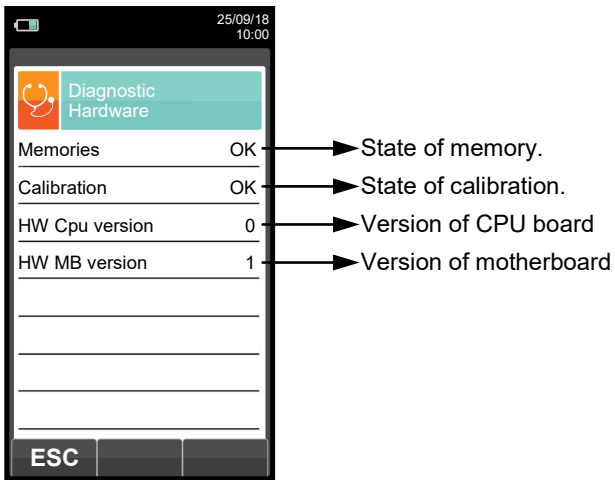 25/09/18
10:00
Diagnostic
Hardware
Memories OK State of memory.
Calibration OK State of calibration.
HW Cpu version 0 Version of CPU board
HW MB version 1 Version of motherboard
ESC